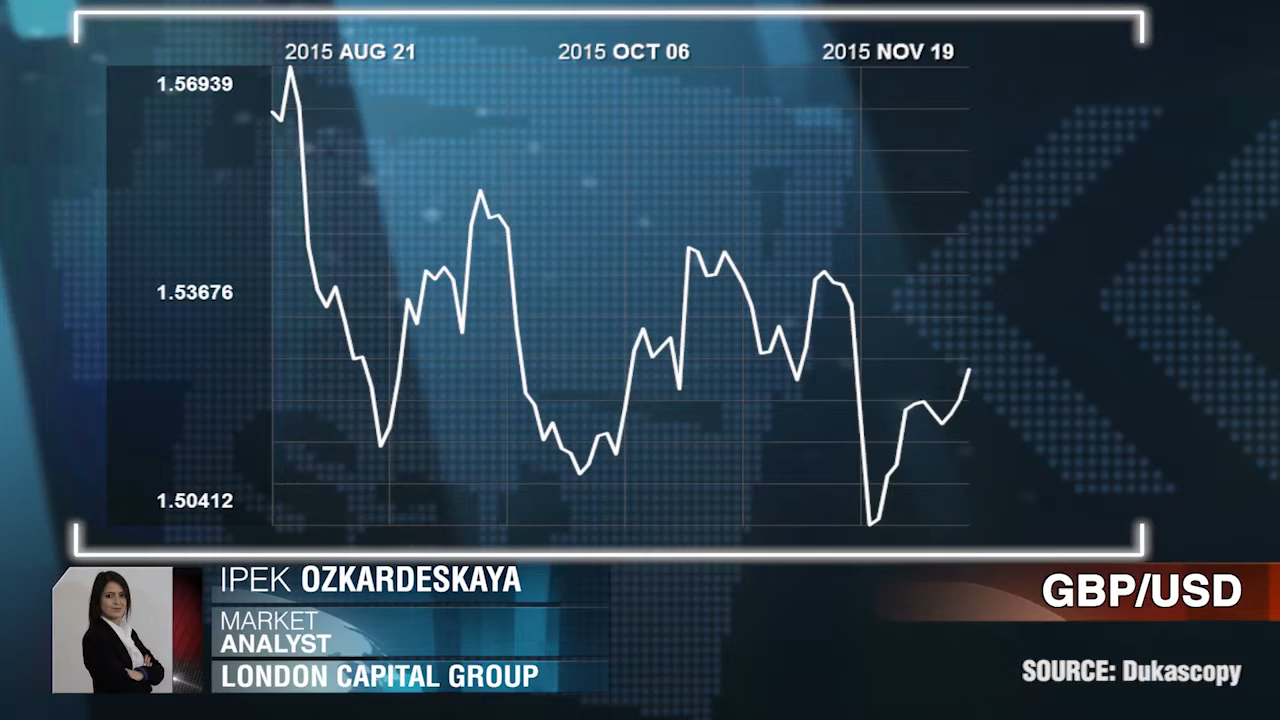 2015 AUG 21
2015 OCT 06
2015 NOV 19
1.56939
1.53676
1.50412
IPEK OZKARDESKAYA
MARKET
ANALYST
LONDON CAPITAL GROUP
GBP/USD
SOURCE: Dukascopy